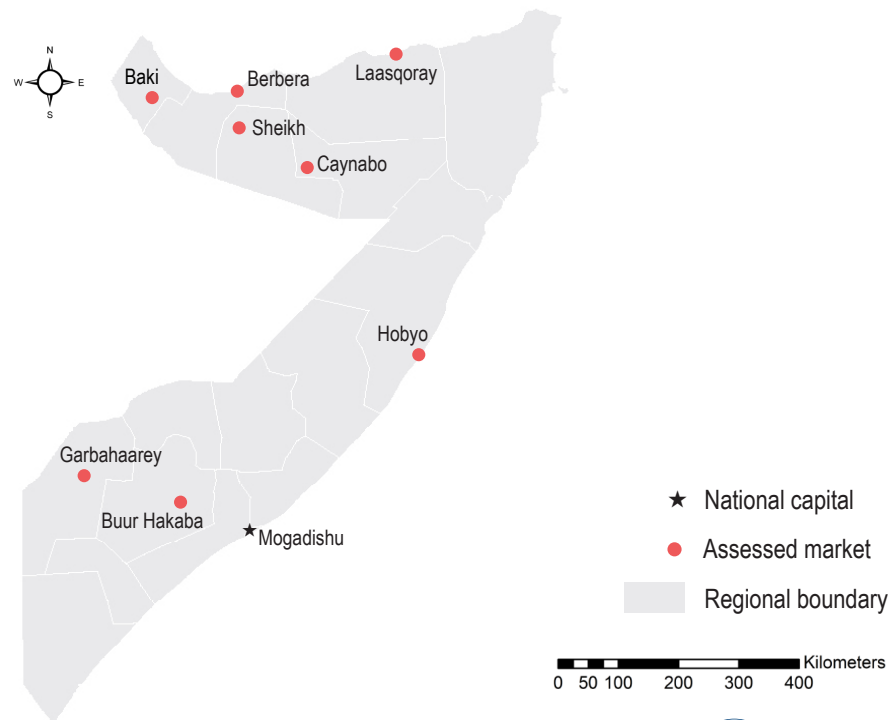 N
W
E
S
Baki
Berbera
Laasqoray
Sheikh
Caynabo
Hobyo
Garbahaarey
Buur Hakaba
Mogadishu
National capital
Assessed market
Regional boundary
Kilometers
0 50 100 200 300 400